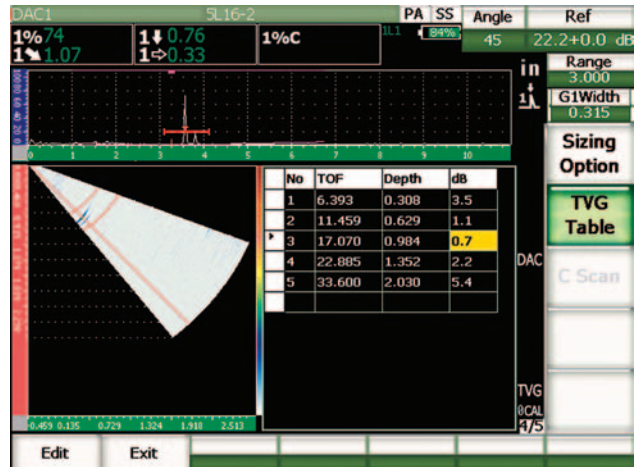 DAC1 5L16-2 PA SS Angle Ref
1L1 84% 45 22.2+0.0 dB
1%74 1⬇0.76 1%C
1⬊1.07 1⇨0.33
in Range
3.000
G1Width
0.315
Sizing
Option
TVG
Table
C Scan
0 1 2 3 4 5 6 7 8 9 10
No TOF Depth dB
1 6.393 0.308 3.5
2 11.459 0.629 1.1
3 17.070 0.984 0.7
4 22.885 1.352 2.2
5 33.600 2.030 5.4
DAC
TVG
0CAL
4/5
-0.459 0.135 0.729 1.324 1.918 2.513
Edit Exit